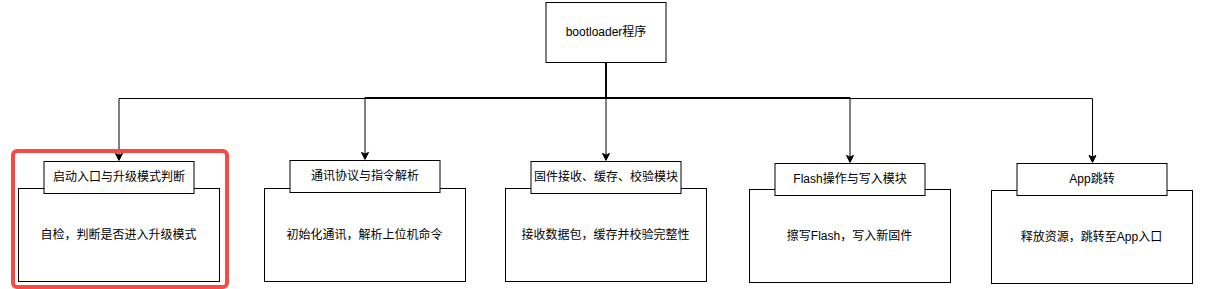 bootloader程序
启动入口与升级模式判断
自检，判断是否进入升级模式
通讯协议与指令解析
初始化通讯，解析上位机命令
固件接收、缓存、校验模块
接收数据包，缓存并校验完整性
Flash操作与写入模块
擦写Flash，写入新固件
App跳转
释放资源，跳转至App入口